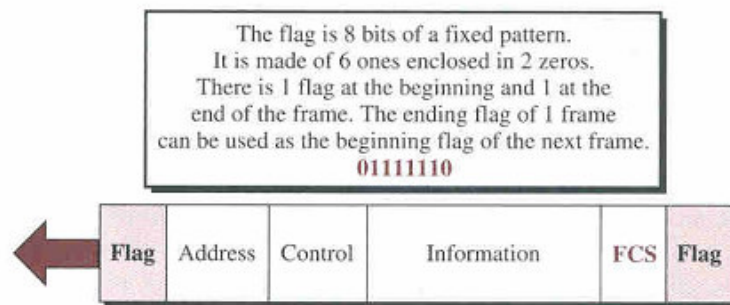 The flag is 8 bits of a fixed pattern.
It is made of 6 ones enclosed in 2 zeros.
There is 1 flag at the beginning and 1 at the
end of the frame. The ending flag of 1 frame
can be used as the beginning flag of the next frame.
01111110
Flag Address Control Information FCS Flag